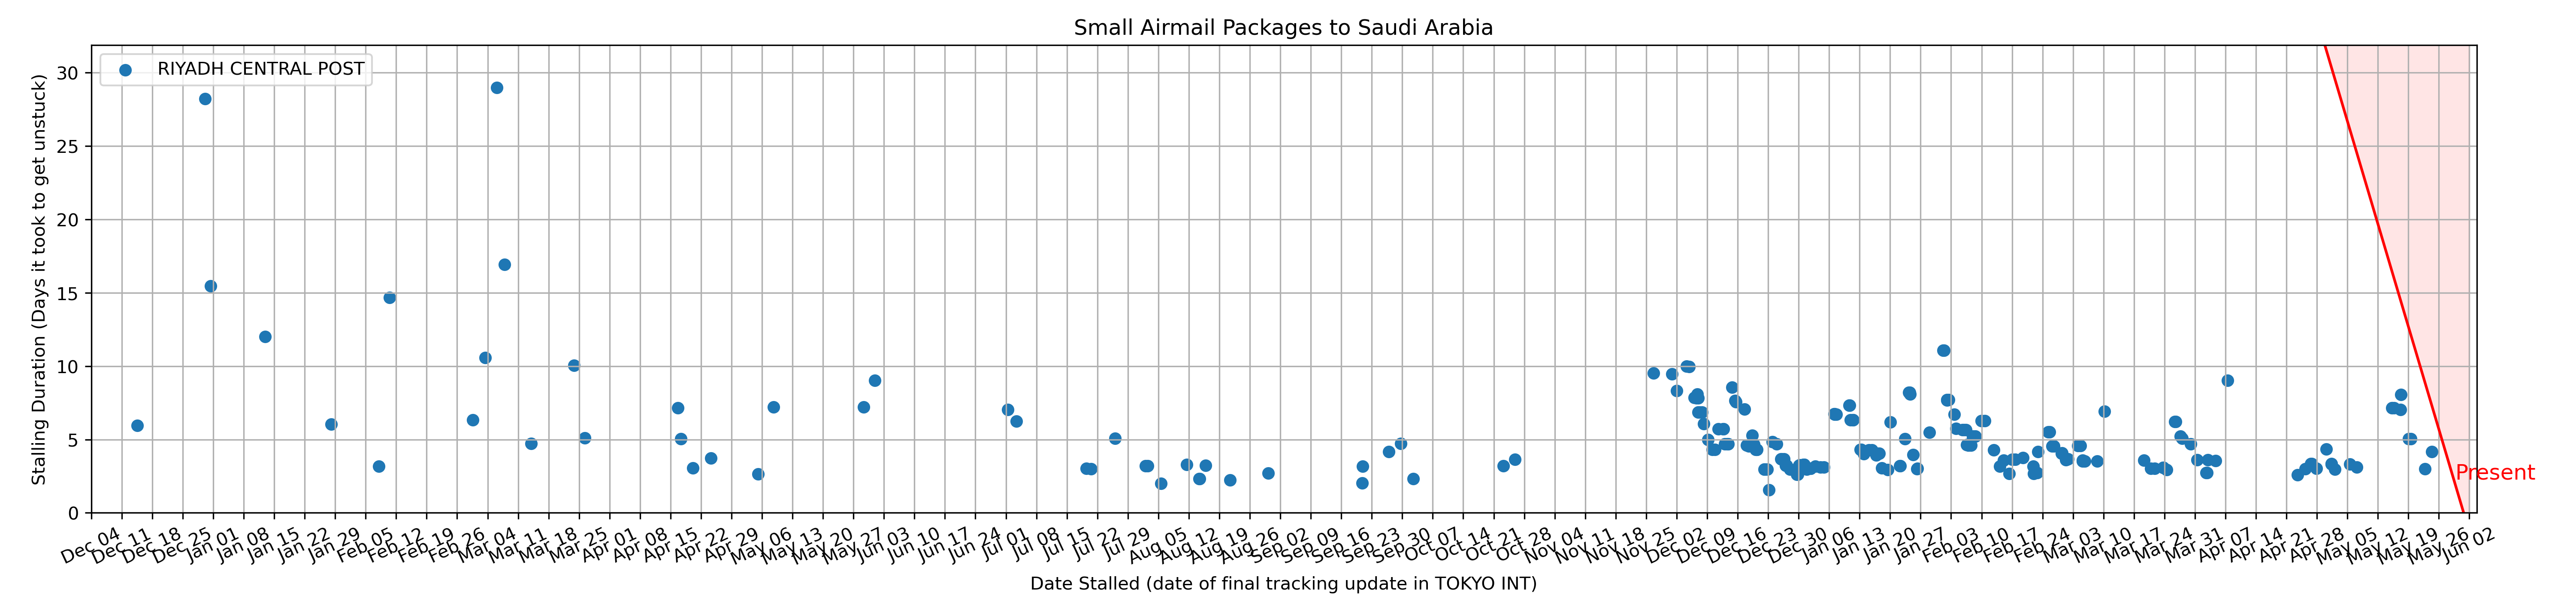 Small Airmail Packages to Saudi Arabia
RIYADH CENTRAL POST
Stalling Duration (Days it took to get unstuck)
30
25
20
15
10
5
0
Present
Dec 04 Dec 11 Dec 18 Dec 25 Jan 01 Jan 08 Jan 15 Jan 22 Jan 29 Feb 05 Feb 12 Feb 19 Feb 26 Mar 04 Mar 11 Mar 18 Mar 25 Apr 01 Apr 08 Apr 15 Apr 22 Apr 29 May 06 May 13 May 20 May 27 Jun 03 Jun 10 Jun 17 Jun 24 Jul 01 Jul 08 Jul 15 Jul 22 Jul 29 Aug 05 Aug 12 Aug 19 Aug 26 Sep 02 Sep 09 Sep 16 Sep 23 Sep 30 Oct 07 Oct 14 Oct 21 Oct 28 Nov 04 Nov 11 Nov 18 Nov 25 Dec 02 Dec 09 Dec 16 Dec 23 Dec 30 Jan 06 Jan 13 Jan 20 Jan 27 Feb 03 Feb 10 Feb 17 Feb 24 Mar 03 Mar 10 Mar 17 Mar 24 Mar 31 Apr 07 Apr 14 Apr 21 Apr 28 May 05 May 12 May 19 May 26 Jun 02
Date Stalled (date of final tracking update in TOKYO INT)